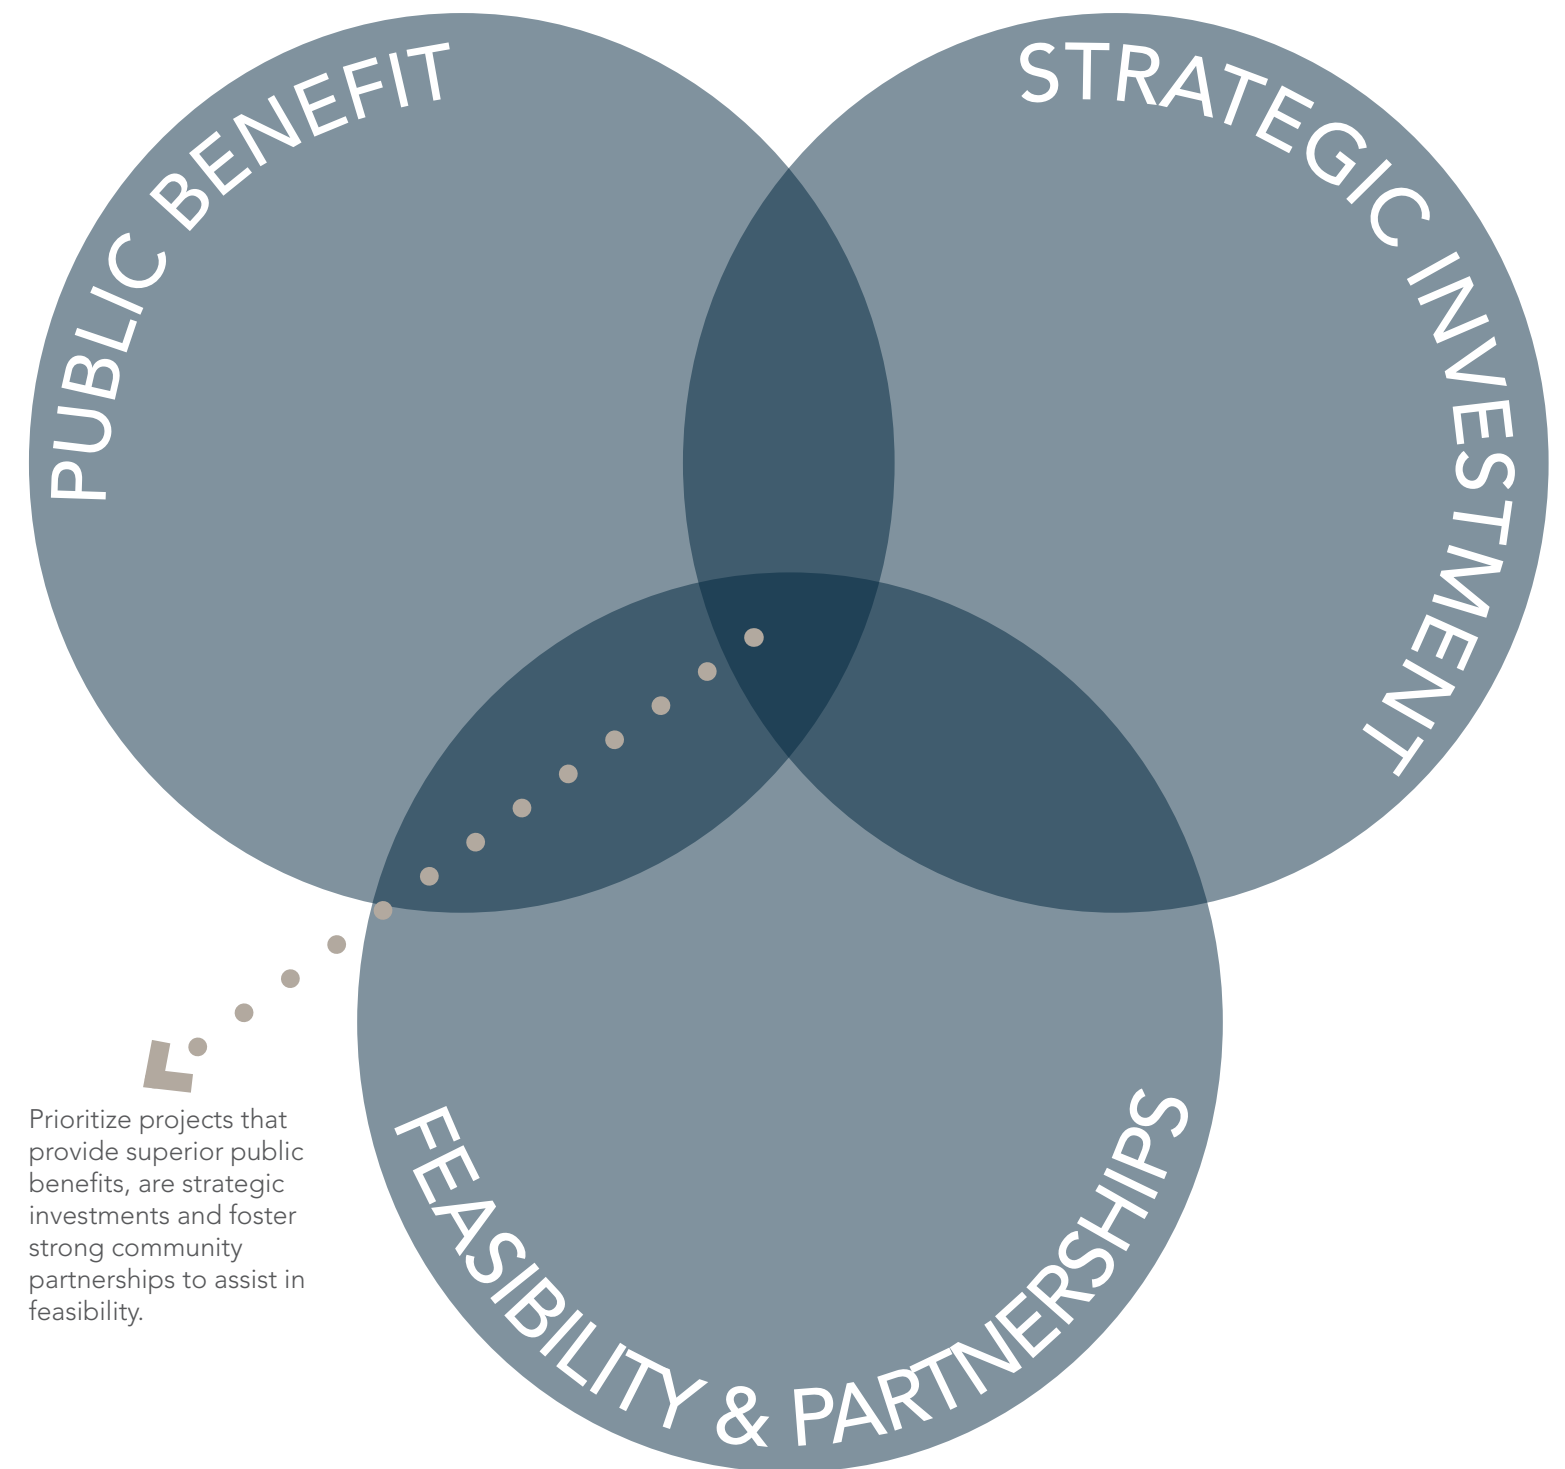 PUBLIC BENEFIT
STRATEGIC INVESTMENT
FEASIBILITY & PARTNERSHIPS
Prioritize projects that
provide superior public
benefits, are strategic
investments and foster
strong community
partnerships to assist in
feasibility.